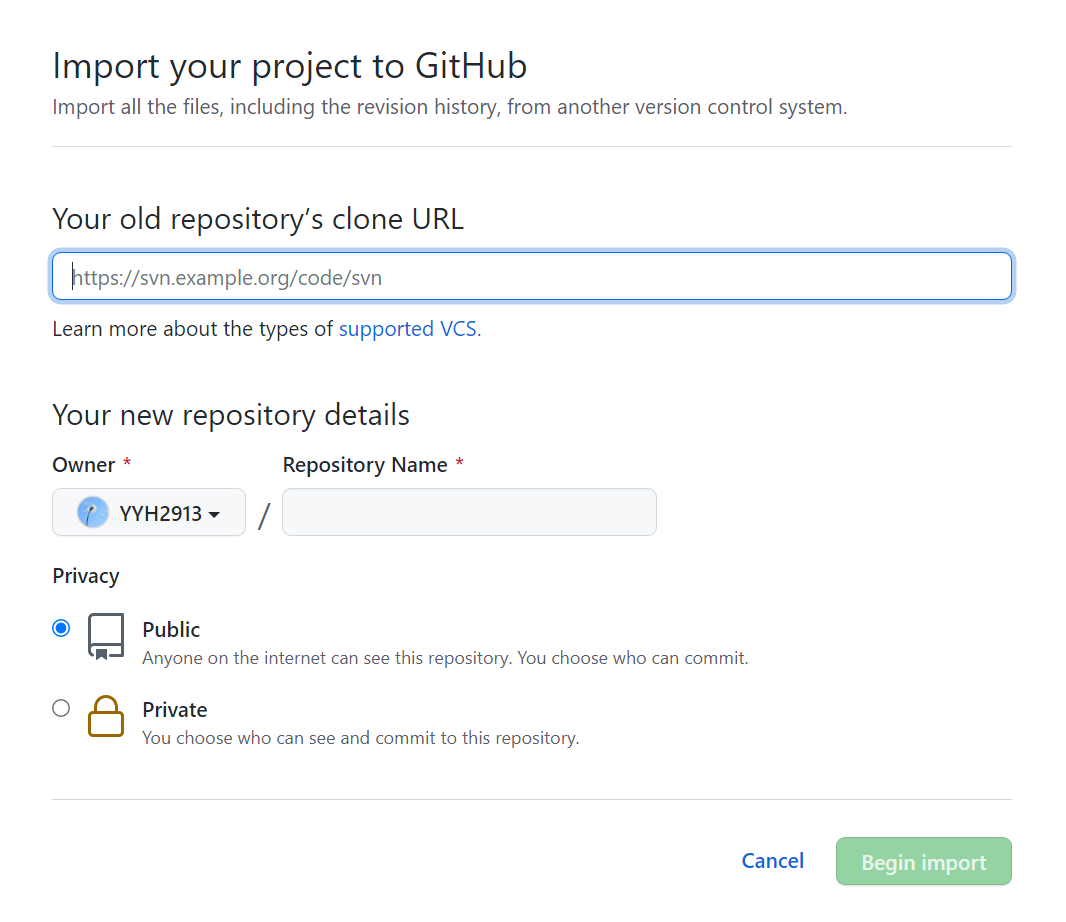 Import your project to GitHub
Import all the files, including the revision history, from another version control system.
Your old repository’s clone URL
https://svn.example.org/code/svn
Learn more about the types of supported VCS.
Your new repository details
Owner * Repository Name *
YYH2913 /
Privacy
Public
Anyone on the internet can see this repository. You choose who can commit.
Private
You choose who can see and commit to this repository.
Cancel Begin import